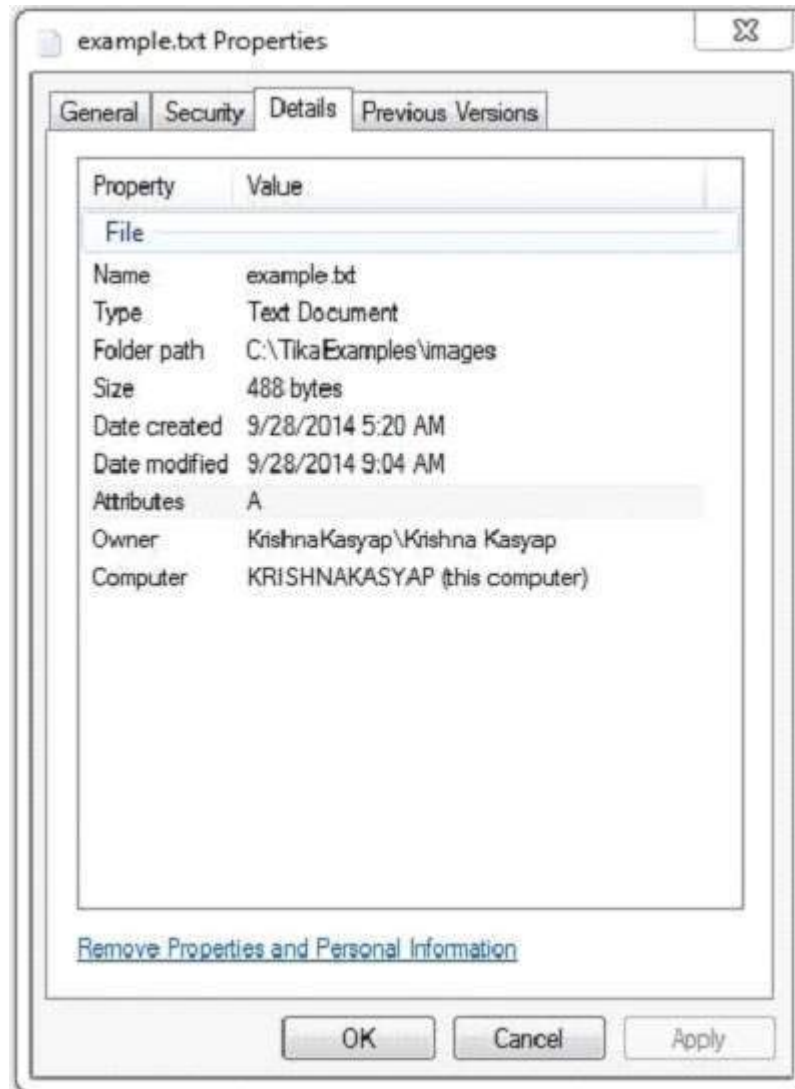 example.txt Properties
General Security Details Previous Versions
Property Value
File
Name example.txt
Type Text Document
Folder path C:\TikaExamples\images
Size 488 bytes
Date created 9/28/2014 5:20 AM
Date modified 9/28/2014 9:04 AM
Attributes A
Owner KrishnaKasyap\Krishna Kasyap
Computer KRISHNAKASYAP (this computer)
Remove Properties and Personal Information
OK Cancel Apply